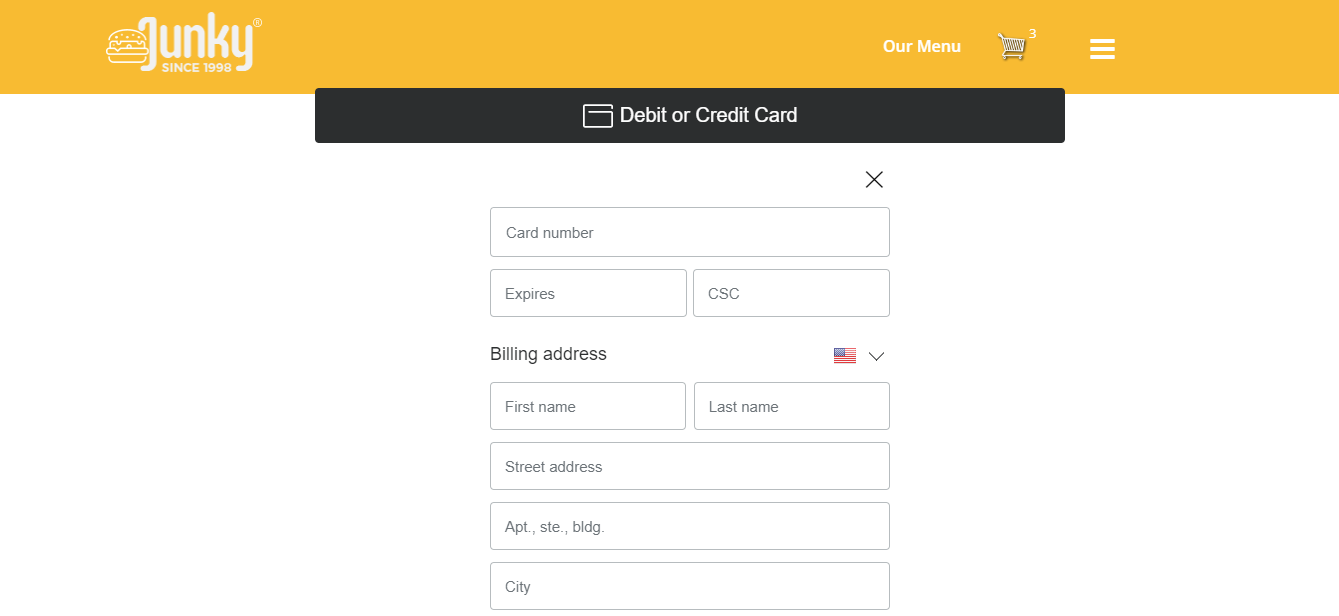 Junky®
SINCE 1998
Our Menu
3
Debit or Credit Card
Card number
Expires
CSC
Billing address
First name
Last name
Street address
Apt., ste., bldg.
City